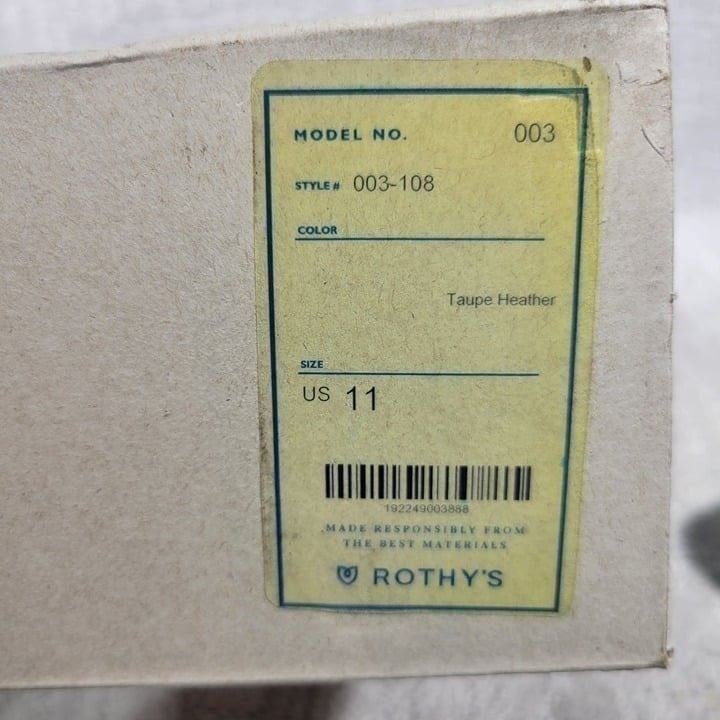 MODEL NO. 003
STYLE # 003-108
COLOR
Taupe Heather
SIZE
US 11
192249003888
MADE RESPONSIBLY FROM
THE BEST MATERIALS
ROTHY'S